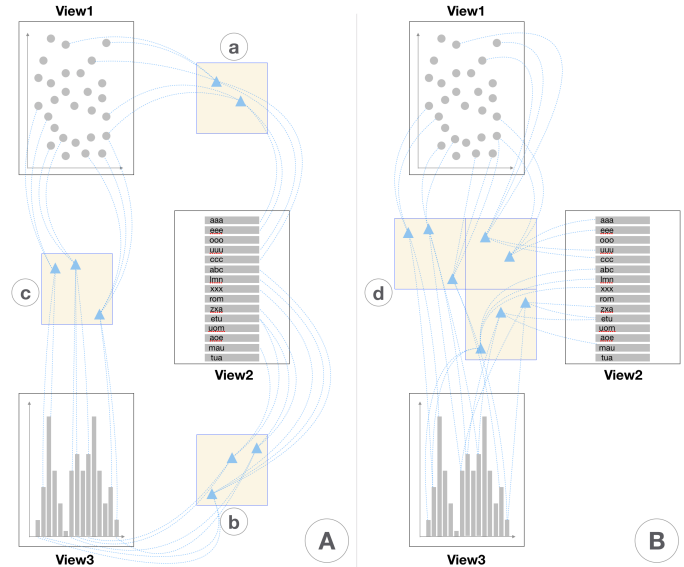 View1
a
aaa
eee
ooo
uuu
ccc
abc
lmn
xxx
rom
zxa
etu
uom
aoe
mau
tua
View2
c
b
View3
A
View1
aaa
eee
ooo
uuu
ccc
abc
lmn
xxx
rom
zxa
etu
uom
aoe
mau
tua
View2
d
View3
B